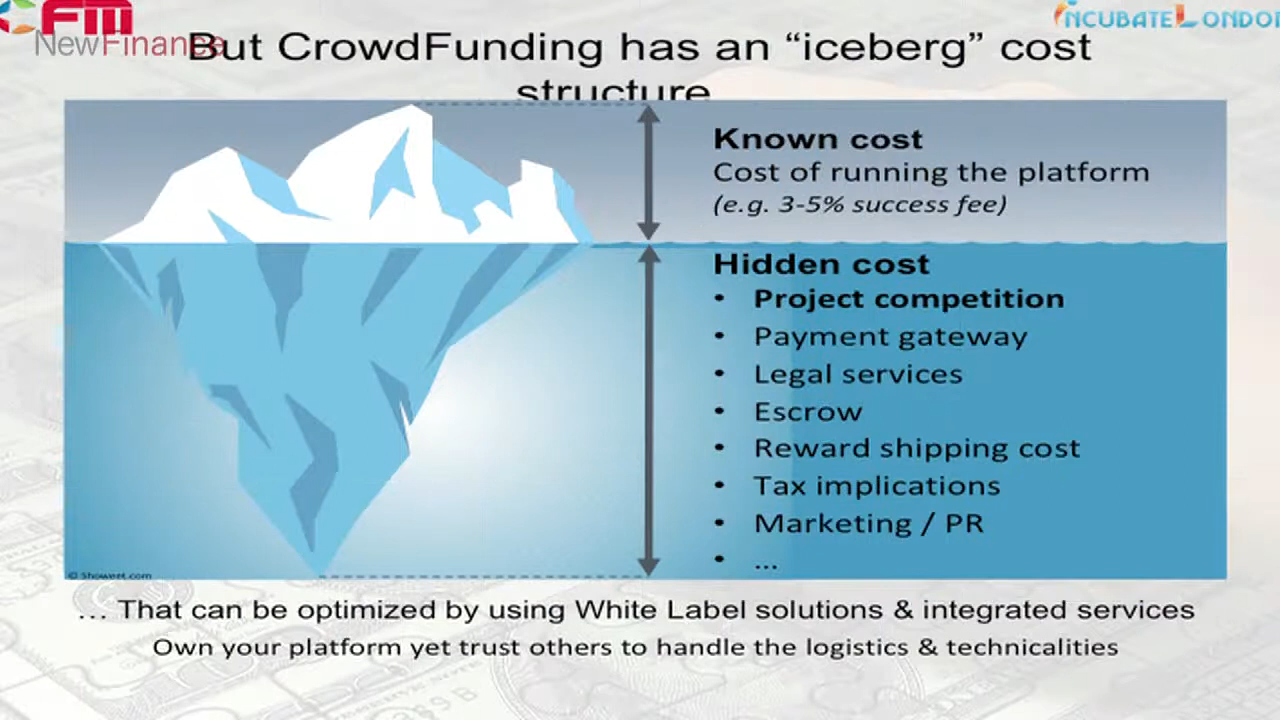 CFM
NewFinance
INCUBATE LONDON
But CrowdFunding has an “iceberg” cost
structure
Known cost
Cost of running the platform
(e.g. 3-5% success fee)
Hidden cost
• Project competition
• Payment gateway
• Legal services
• Escrow
• Reward shipping cost
• Tax implications
• Marketing / PR
• ...
© Showeet.com
... That can be optimized by using White Label solutions & integrated services
Own your platform yet trust others to handle the logistics & technicalities